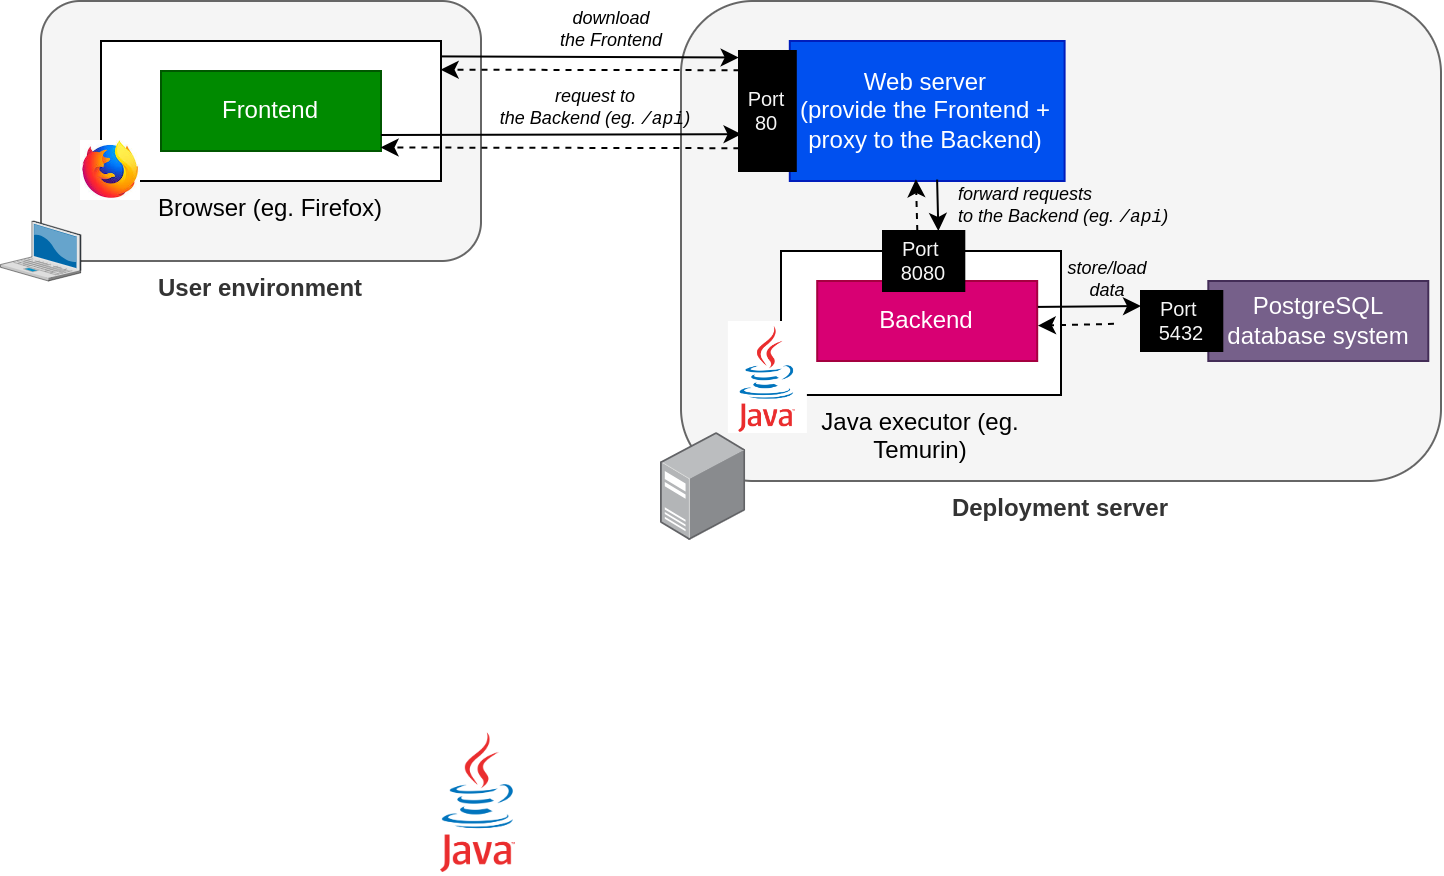 download
the Frontend
Frontend
Web server
(provide the Frontend +
proxy to the Backend)
Port
80
request to
the Backend (eg. /api)
Browser (eg. Firefox)
forward requests
to the Backend (eg. /api)
User environment
Port
8080
store/load
data
Backend
Port
5432
PostgreSQL
database system
Java
Java executor (eg.
Temurin)
Deployment server
Java